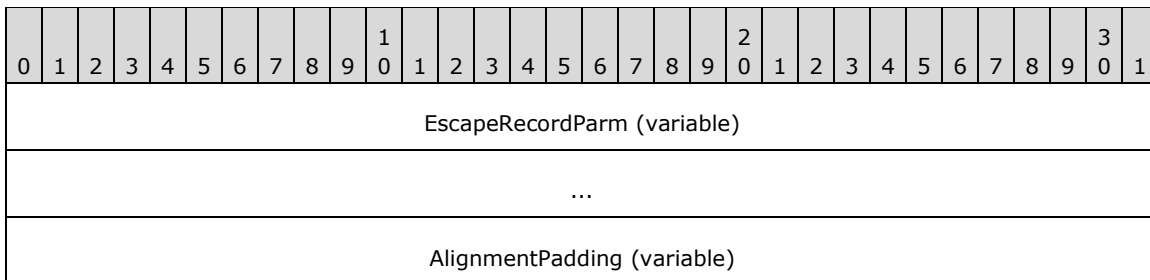 1 2 3
0 1 2 3 4 5 6 7 8 9 0 1 2 3 4 5 6 7 8 9 0 1 2 3 4 5 6 7 8 9 0 1
EscapeRecordParm (variable)
...
AlignmentPadding (variable)